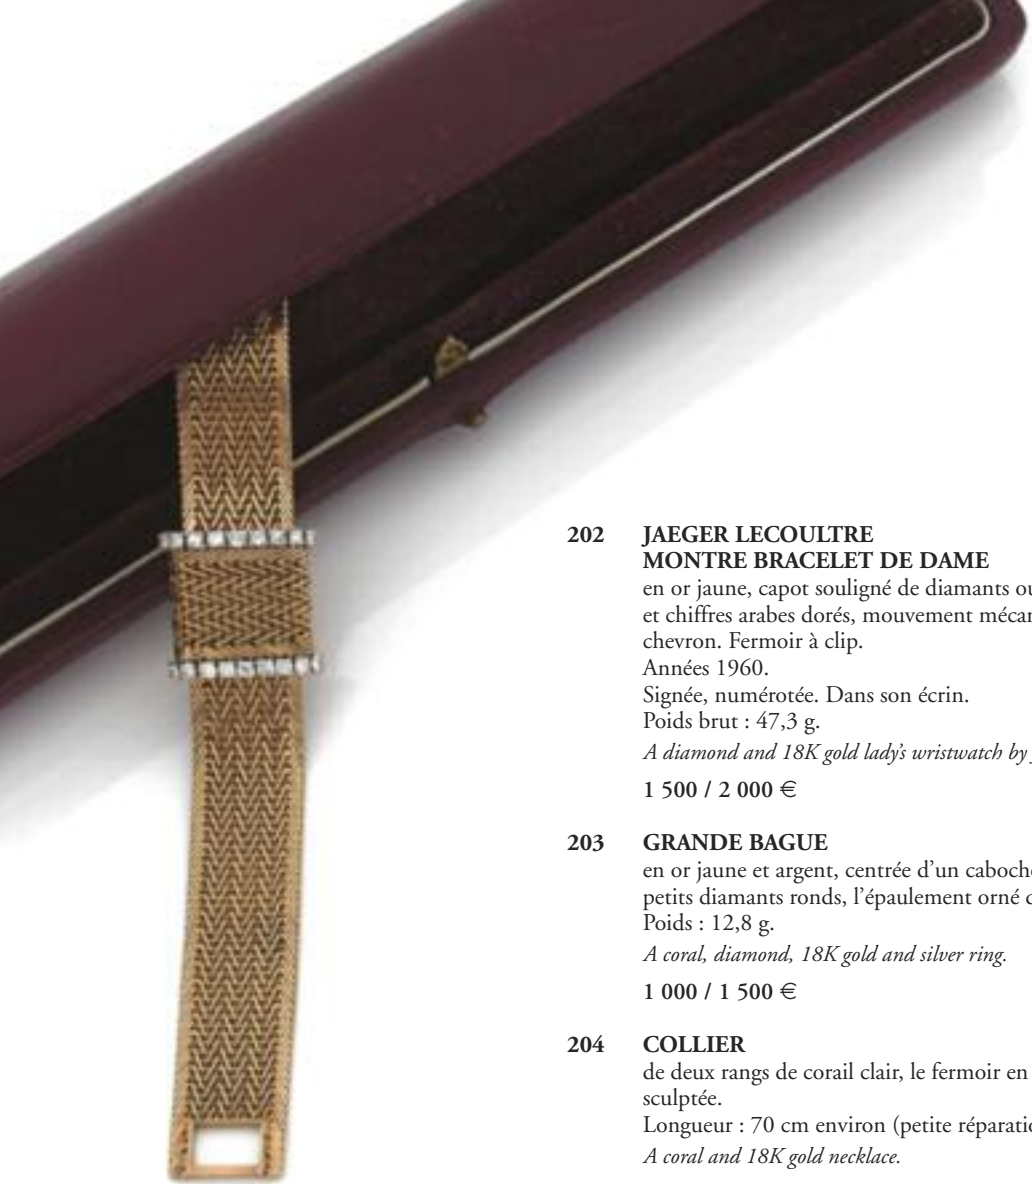 202 JAEGER LECOULTRE
MONTRE BRACELET DE DAME
en or jaune, capot souligné de diamants
et chiffres arabes dorés, mouvement
chevron. Fermoir à clip.
Années 1960.
Signée, numérotée. Dans son écrin.
Poids brut : 47,3 g.
A diamond and 18K gold lady's wristwatch by
1 500 / 2 000 €
203 GRANDE BAGUE
en or jaune et argent, centrée d'un
petits diamants ronds, l'épaulement orné
Poids : 12,8 g.
A coral, diamond, 18K gold and silver ring.
1 000 / 1 500 €
204 COLLIER
de deux rangs de corail clair, le fermoir en
sculptée.
Longueur : 70 cm environ (petite
A coral and 18K gold necklace.